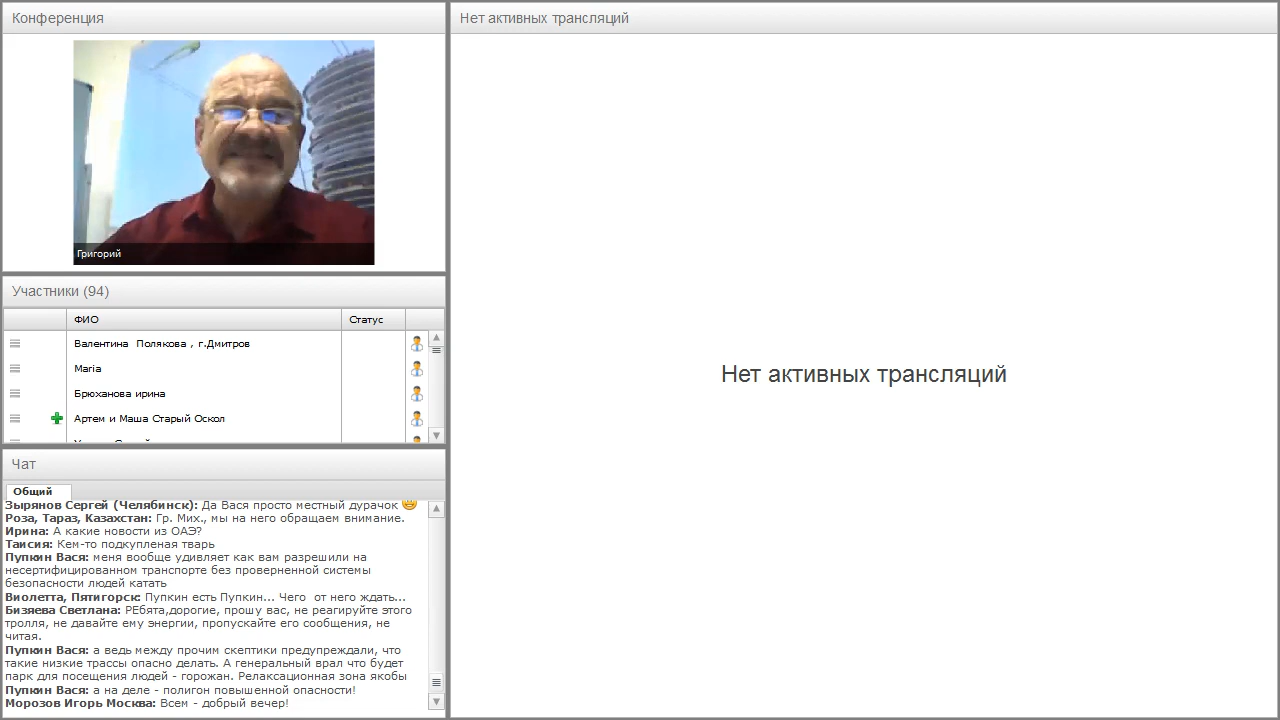 Конференция
Григорий
Участники (94)
ФИО
Статус
Валентина Полякова , г.Дмитров
Maria
Брюханова ирина
Артем и Маша Старый Оскол
Чат
Общий
Зырянов Сергей (Челябинск): Да Вася просто местный дурачок
Роза, Тараз, Казахстан: Гр. Мих., мы на него обращаем внимание.
Ирина: А какие новости из ОАЭ?
Таисия: Кем-то подкупленая тварь
Пупкин Вася: меня вообще удивляет как вам разрешили на
несертифицированном транспорте без проверненной системы
безопасности людей катать
Виолетта, Пятигорск: Пупкин есть Пупкин... Чего от него ждать...
Бизяева Светлана: РЕбята,дорогие, прошу вас, не реагируйте этого
тролля, не давайте ему энергии, пропускайте его сообщения, не
читая.
Пупкин Вася: а ведь между прочим скептики предупреждали, что
такие низкие трассы опасно делать. А генеральный врал что будет
парк для посещения людей - горожан. Релаксационная зона якобы
Пупкин Вася: а на деле - полигон повышенной опасности!
Морозов Игорь Москва: Всем - добрый вечер!
Нет активных трансляций
Нет активных трансляций